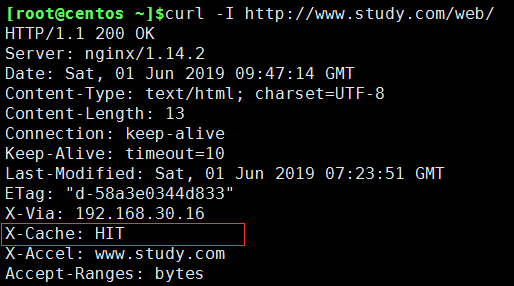 [root@centos ~]$curl -I http://www.study.com/web/
HTTP/1.1 200 OK
Server: nginx/1.14.2
Date: Sat, 01 Jun 2019 09:47:14 GMT
Content-Type: text/html; charset=UTF-8
Content-Length: 13
Connection: keep-alive
Keep-Alive: timeout=10
Last-Modified: Sat, 01 Jun 2019 07:23:51 GMT
ETag: "d-58a3e0344d833"
X-Via: 192.168.30.16
X-Cache: HIT
X-Accel: www.study.com
Accept-Ranges: bytes